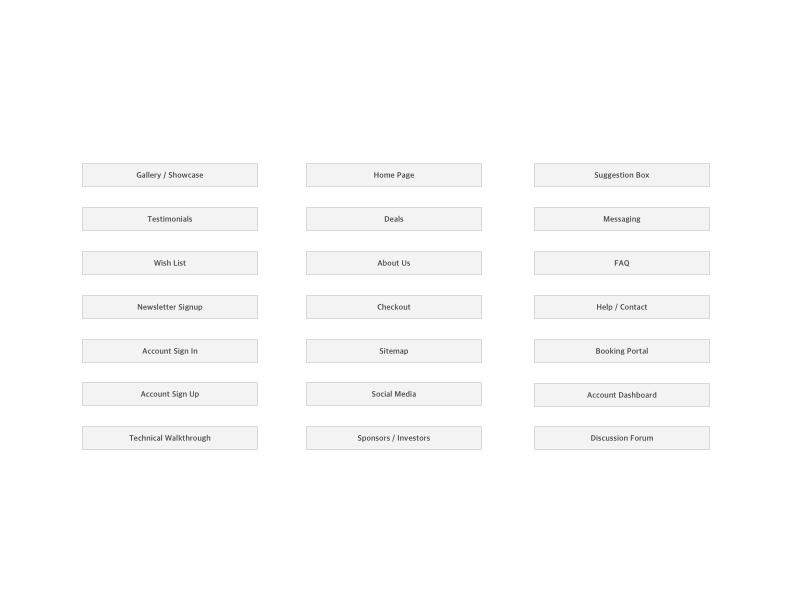 Gallery / Showcase
Home Page
Suggestion Box
Testimonials
Deals
Messaging
Wish List
About Us
FAQ
Newsletter Signup
Checkout
Help / Contact
Account Sign In
Sitemap
Booking Portal
Account Sign Up
Social Media
Account Dashboard
Technical Walkthrough
Sponsors / Investors
Discussion Forum